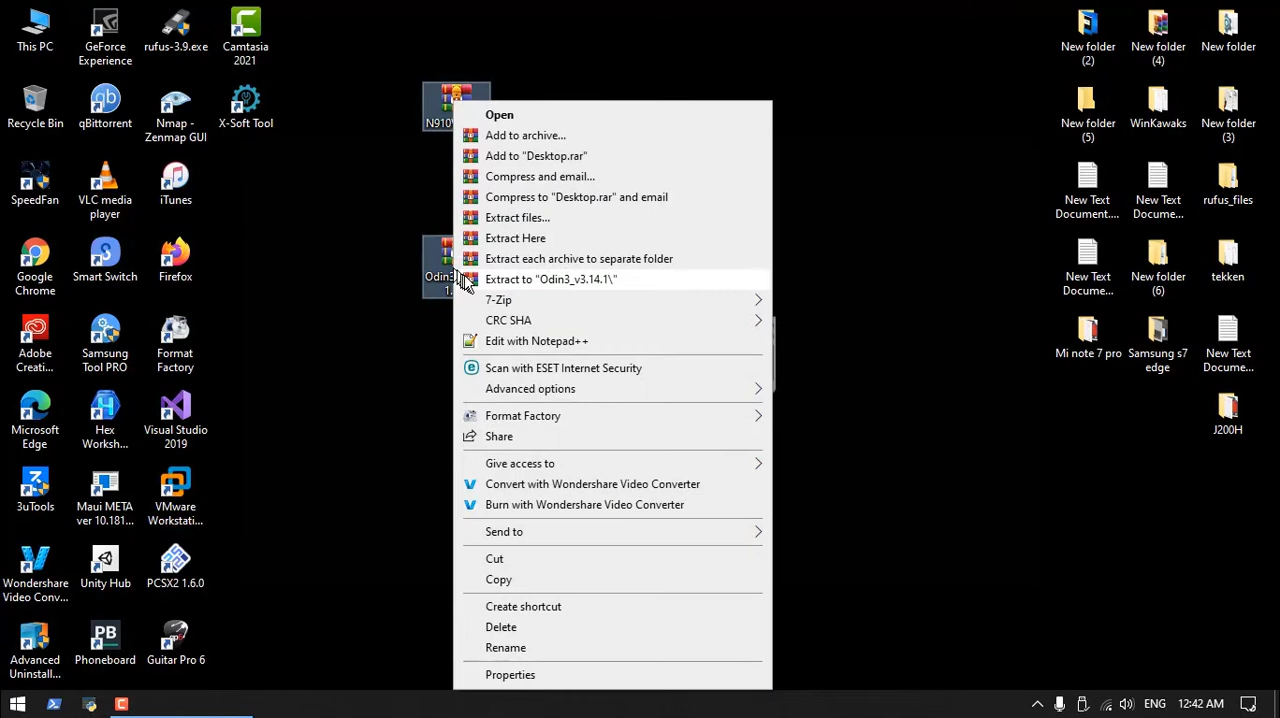 This PC
GeForce
Experience
rufus-3.9.exe
Camtasia
2021
Recycle Bin
qBittorrent
Nmap -
Zenmap GUI
X-Soft Tool
SpeedFan
VLC media
player
iTunes
Google
Chrome
Smart Switch
Firefox
Adobe
Creati...
Samsung
Tool PRO
Format
Factory
Microsoft
Edge
Hex
Worksh...
Visual Studio
2019
3uTools
Maui META
ver 10.181...
VMware
Workstati...
Wondershare
Video Conv...
Unity Hub
PCSX2 1.6.0
Advanced
Uninstall...
PB
Phoneboard
Guitar Pro 6
N910
Odin3
1.
Open
Add to archive...
Add to "Desktop.rar"
Compress and email...
Compress to "Desktop.rar" and email
Extract files...
Extract Here
Extract each archive to separate folder
Extract to "Odin3_v3.14.1\"
7-Zip
CRC SHA
Edit with Notepad++
Scan with ESET Internet Security
Advanced options
Format Factory
Share
Give access to
Convert with Wondershare Video Converter
Burn with Wondershare Video Converter
Send to
Cut
Copy
Create shortcut
Delete
Rename
Properties
New folder
(2)
New folder
(4)
New folder
New folder
(5)
WinKawaks
New folder
(3)
New Text
Document....
New Text
Docume...
rufus_files
New Text
Docume...
New folder
(6)
tekken
Mi note 7 pro
Samsung s7
edge
New Text
Docume...
J200H
ENG
12:42 AM